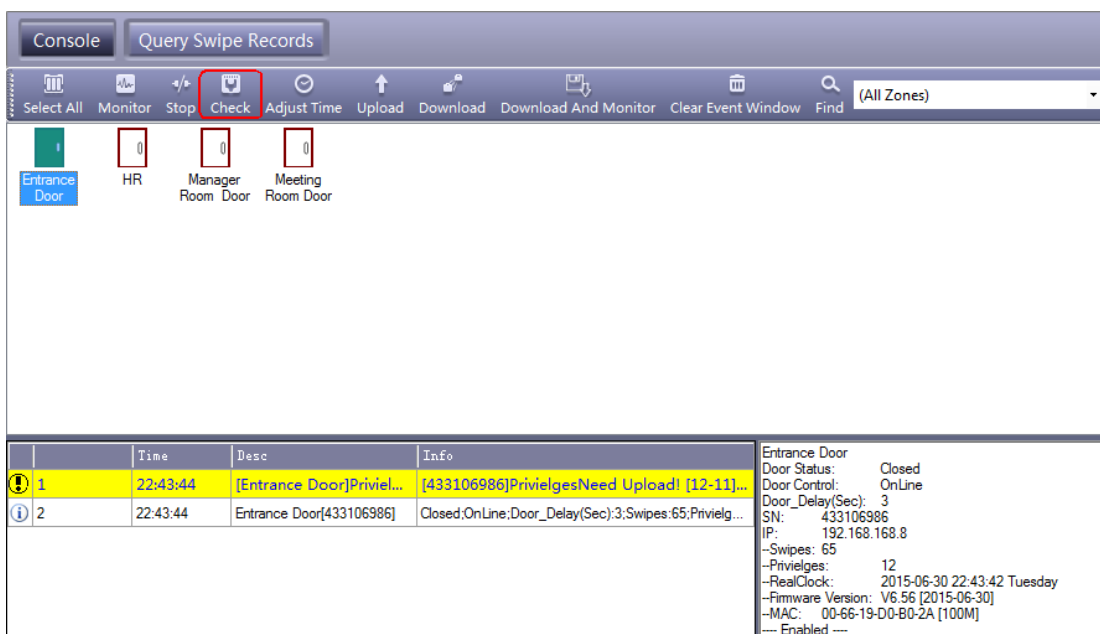 Console Query Swipe Records
Select All Monitor Stop Check Adjust Time Upload Download Download And Monitor Clear Event Window Find (All Zones)
Entrance Door
HR
Manager Room Door
Meeting Room Door
Time Desc Info
1 22:43:44 [Entrance Door]Priviel... [433106986]PrivielgesNeed Upload! [12-11]...
2 22:43:44 Entrance Door[433106986] Closed;OnLine;Door_Delay(Sec):3;Swipes:65;Privielg...
Entrance Door
Door Status: Closed
Door Control: OnLine
Door_Delay(Sec): 3
SN: 433106986
IP: 192.168.168.8
--Swipes: 65
--Privielges: 12
--RealClock: 2015-06-30 22:43:42 Tuesday
--Firmware Version: V6.56 [2015-06-30]
--MAC: 00-66-19-D0-B0-2A [100M]
---- Enabled ----